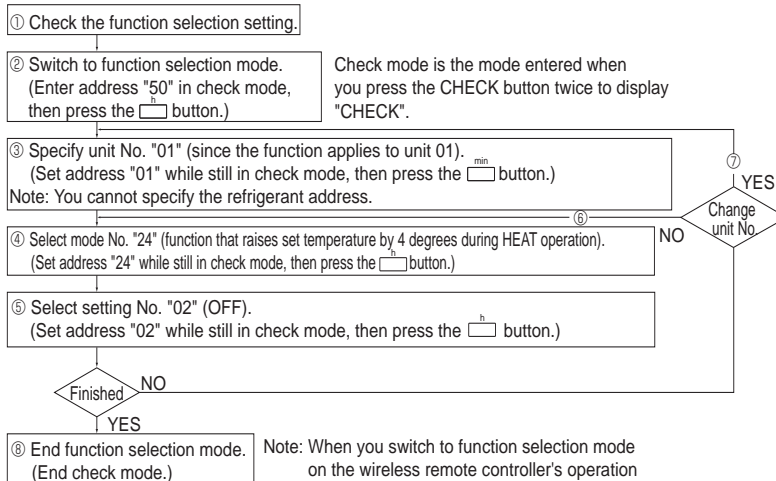 ① Check the function selection setting.
② Switch to function selection mode.
(Enter address "50" in check mode,
then press the h button.)
Check mode is the mode entered when
you press the CHECK button twice to display
"CHECK".
③ Specify unit No. "01" (since the function applies to unit 01).
(Set address "01" while still in check mode, then press the min button.)
Note: You cannot specify the refrigerant address.
⑦
YES
Change
unit No.
⑥
NO
④ Select mode No. "24" (function that raises set temperature by 4 degrees during HEAT operation).
(Set address "24" while still in check mode, then press the h button.)
⑤ Select setting No. "02" (OFF).
(Set address "02" while still in check mode, then press the h button.)
Finished
NO
YES
⑧ End function selection mode.
(End check mode.)
Note: When you switch to function selection mode
on the wireless remote controller's operation